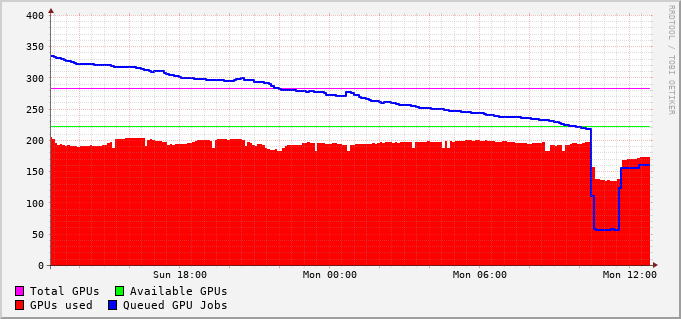 400
350
300
250
200
150
100
50
0
Sun 18:00 Mon 00:00 Mon 06:00 Mon 12:00
Total GPUs Available GPUs
GPUs used Queued GPU Jobs
RRDTOOL / TOBI OETIKER